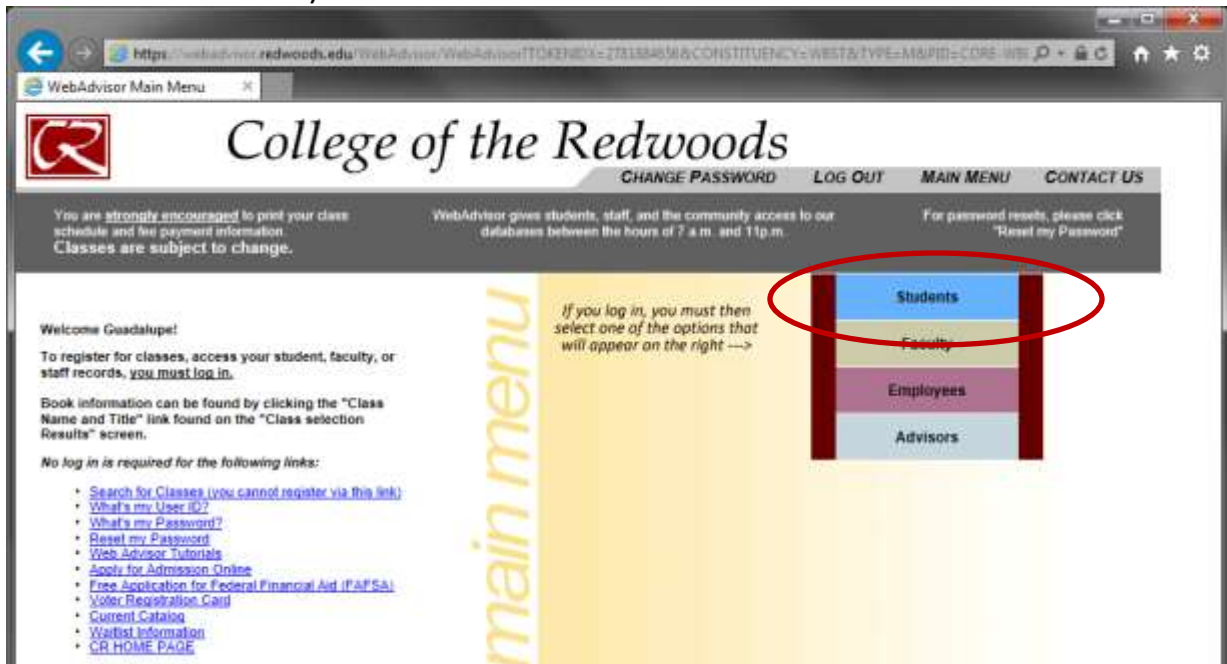 https://webadvisor.redwoods.edu/WebAdvisor/WebAdvisor?TOKENIDX=2781884656&CONSTITUENCY=WBST&TYPE=M&PID=CORE-WB
WebAdvisor Main Menu
CR
College of the Redwoods
CHANGE PASSWORD LOG OUT MAIN MENU CONTACT US
You are strongly encouraged to print your class
schedule and fee payment information.
Classes are subject to change.
WebAdvisor gives students, staff, and the community access to our
databases between the hours of 7 a.m. and 11p.m.
For password resets, please click
"Reset my Password"
Welcome Guadalupe!
To register for classes, access your student, faculty, or
staff records, you must log in.
Book information can be found by clicking the "Class
Name and Title" link found on the "Class selection
Results" screen.
No log in is required for the following links:
Search for Classes (you cannot register via this link)
What's my User ID?
What's my Password?
Reset my Password
Web Advisor Tutorials
Apply for Admission Online
Free Application for Federal Financial Aid (FAFSA)
Voter Registration Card
Current Catalog
Waitlist Information
CR HOME PAGE
main menu
If you log in, you must then
select one of the options that
will appear on the right --->
Students
Faculty
Employees
Advisors